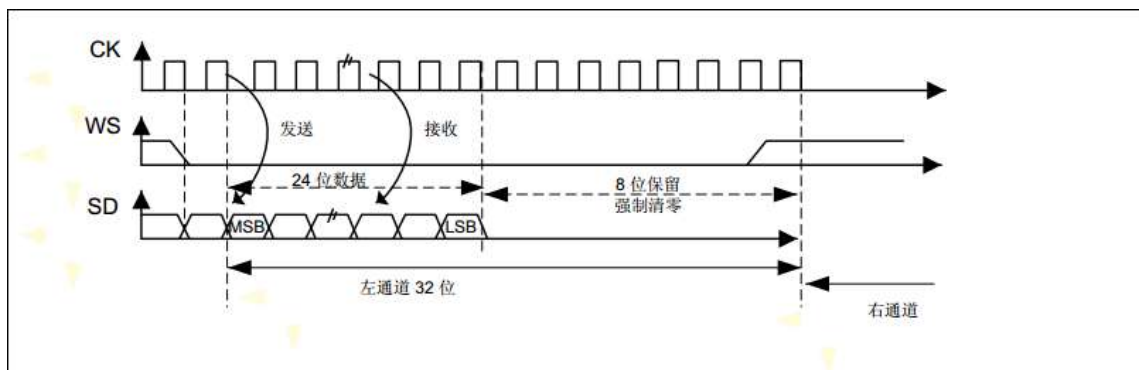 CK
WS
发送
接收
24 位数据
8 位保留
强制清零
SD
MSB
LSB
左通道 32 位
右通道